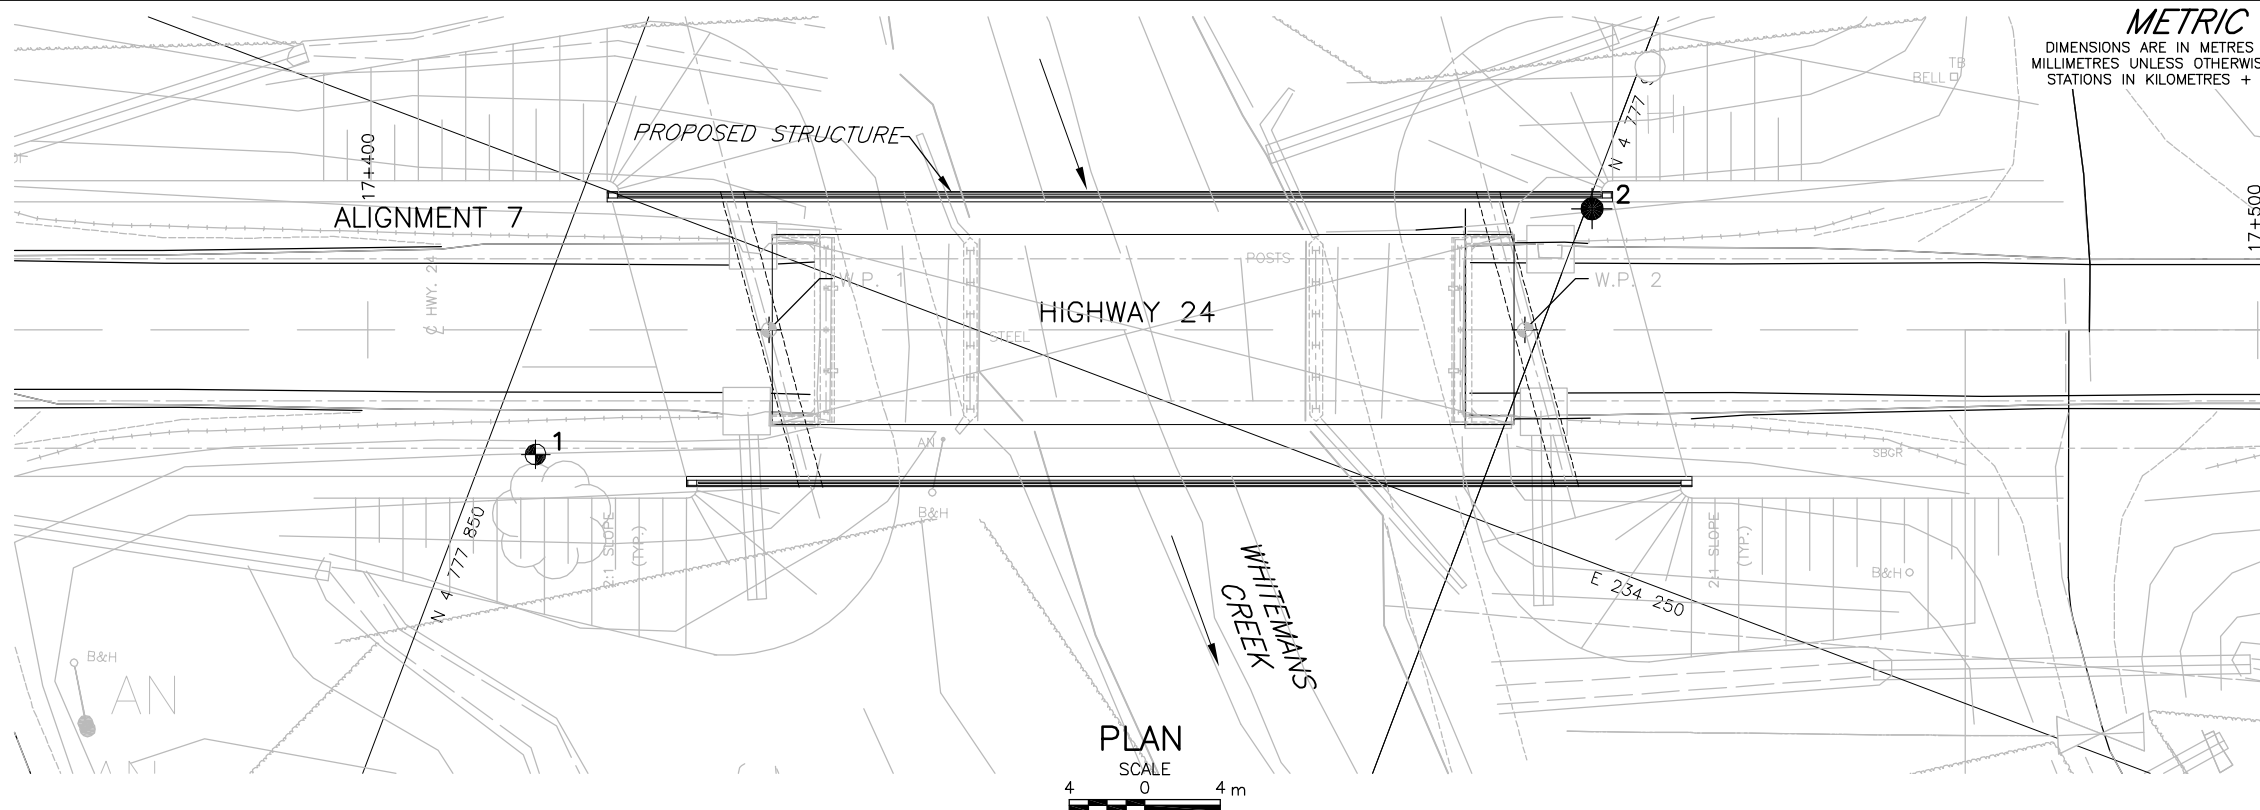 METRIC
DIMENSIONS ARE IN METRES
MILLIMETRES UNLESS OTHERWIS
STATIONS IN KILOMETRES +
TB
BELL
N 4 777
PROPOSED STRUCTURE
17+400
ALIGNMENT 7
2
17+500
℄ HWY. 24
W.P. 1
POSTS
W.P. 2
HIGHWAY 24
STEEL
1
AN
SBGR
B&H
N 4 777 850
2:1 SLOPE
(TYP.)
2:1 SLOPE
(TYP.)
WHITEMANS
CREEK
E 234 250
B&H
B&H
AN
PLAN
SCALE
4 0 4 m